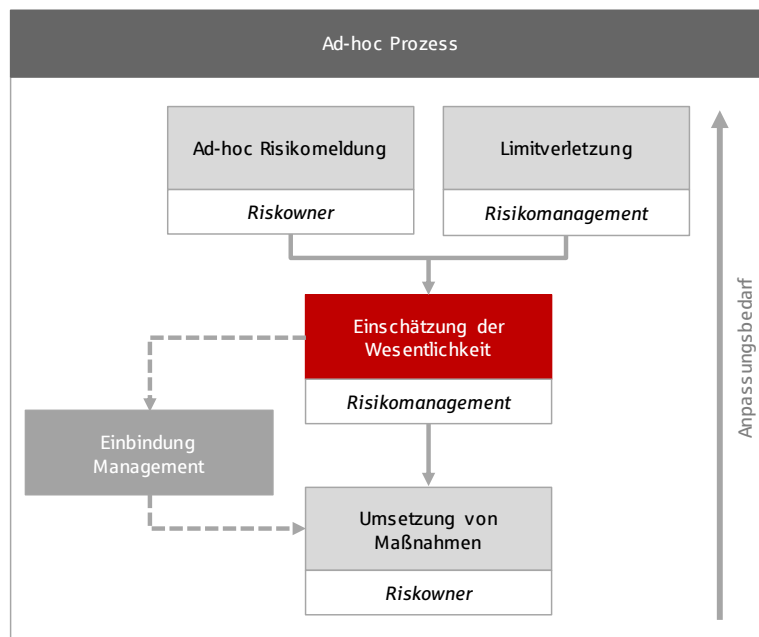 Ad-hoc Prozess
Ad-hoc Risikomeldung
Riskowner
Limitverletzung
Risikomanagement
Einschätzung der
Wesentlichkeit
Risikomanagement
Einbindung
Management
Umsetzung von
Maßnahmen
Riskowner
Anpassungsbedarf